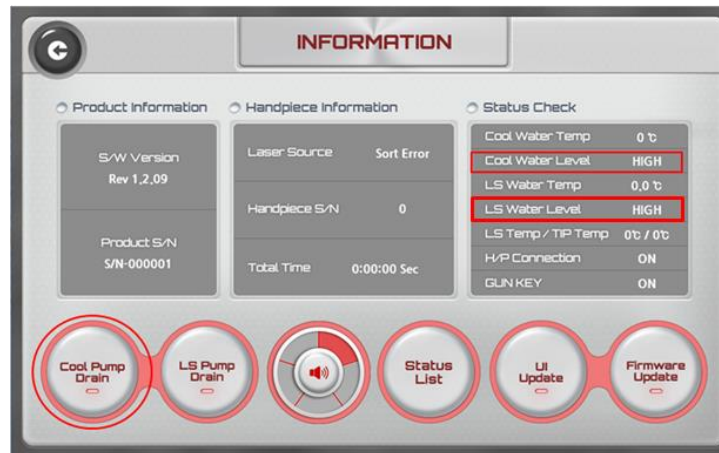 INFORMATION
Product Information
S/W Version
Rev 1,2,09
Product S/N
S/N-000001
Handpiece Information
Laser Source Sort Error
Handpiece S/N 0
Total Time 0:00:00 Sec
Status Check
Cool Water Temp 0 ℃
Cool Water Level HIGH
LS Water Temp 0,0 ℃
LS Water Level HIGH
LS Temp / TIP Temp 0℃ / 0℃
H/P Connection ON
GUN KEY ON
Cool Pump
Drain
LS Pump
Drain
Status
List
UI
Update
Firmware
Update